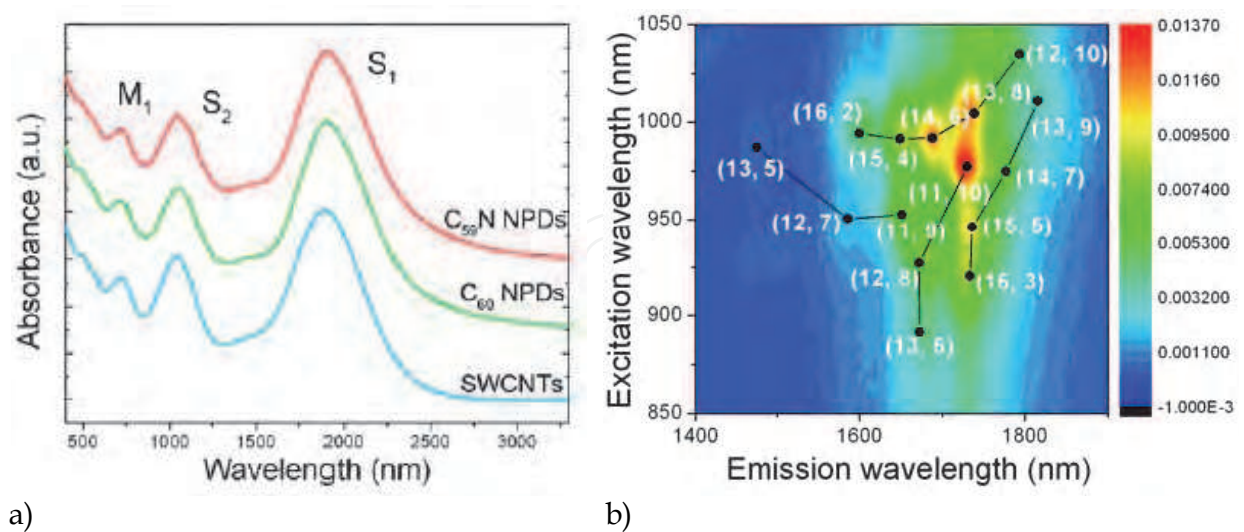 Absorbance (a.u.)
M1
S2
S1
C59N NPDs
C60 NPDs
SWCNTs
500 1000 1500 2000 2500 3000
Wavelength (nm)
a)
Excitation wavelength (nm)
1050
1000
950
900
850
(12, 10)
(13, 8)
(16, 2)
(14, 6)
(13, 9)
(15, 4)
(13, 5)
(14, 7)
(11, 10)
(12, 7)
(11, 9)
(15, 5)
(12, 8)
(16, 3)
(13, 6)
1400 1600 1800
Emission wavelength (nm)
0.01370
0.01160
0.009500
0.007400
0.005300
0.003200
0.001100
-1.000E-3
b)